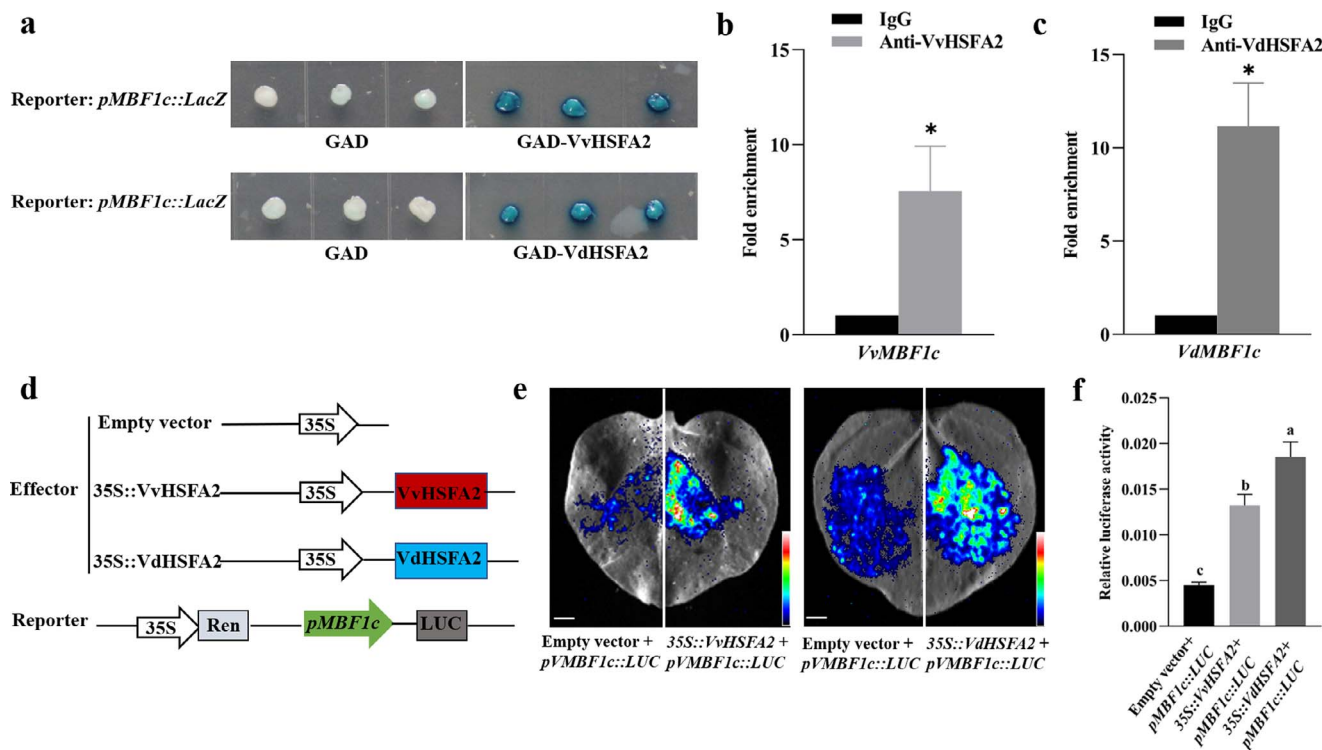 a
Reporter: pMBF1c::LacZ
GAD
GAD-VvHSFA2
Reporter: pMBF1c::LacZ
GAD
GAD-VdHSFA2
b
IgG
Anti-VvHSFA2
Fold enrichment
15
10
5
0
*
VvMBF1c
c
IgG
Anti-VdHSFA2
Fold enrichment
15
10
5
0
*
VdMBF1c
d
Effector
Empty vector
35S
35S::VvHSFA2
35S
VvHSFA2
35S::VdHSFA2
35S
VdHSFA2
Reporter
35S
Ren
pMBF1c
LUC
e
Empty vector +
pVMBF1c::LUC
35S::VvHSFA2 +
pVMBF1c::LUC
Empty vector +
pVMBF1c::LUC
35S::VdHSFA2 +
pVMBF1c::LUC
f
Relative luciferase activity
0.025
0.020
0.015
0.010
0.005
0.000
c
b
a
Empty vector+
pMBF1c::LUC
35S::VvHSFA2+
pMBF1c::LUC
35S::VdHSFA2+
pMBF1c::LUC